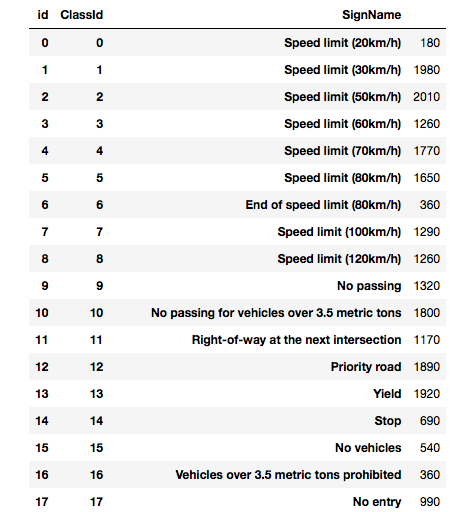 id ClassId SignName
0 0 Speed limit (20km/h) 180
1 1 Speed limit (30km/h) 1980
2 2 Speed limit (50km/h) 2010
3 3 Speed limit (60km/h) 1260
4 4 Speed limit (70km/h) 1770
5 5 Speed limit (80km/h) 1650
6 6 End of speed limit (80km/h) 360
7 7 Speed limit (100km/h) 1290
8 8 Speed limit (120km/h) 1260
9 9 No passing 1320
10 10 No passing for vehicles over 3.5 metric tons 1800
11 11 Right-of-way at the next intersection 1170
12 12 Priority road 1890
13 13 Yield 1920
14 14 Stop 690
15 15 No vehicles 540
16 16 Vehicles over 3.5 metric tons prohibited 360
17 17 No entry 990